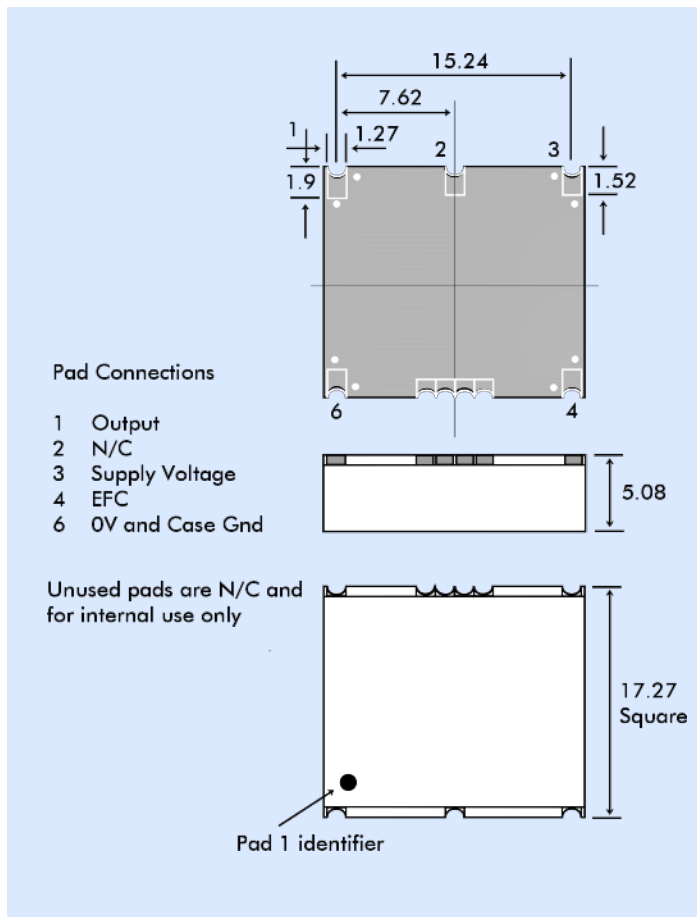 15.24
7.62
1
1.27
2
3
1.9
1.52
6
4
Pad Connections
1 Output
2 N/C
3 Supply Voltage
4 EFC
6 0V and Case Gnd
5.08
Unused pads are N/C and
for internal use only
17.27
Square
Pad 1 identifier